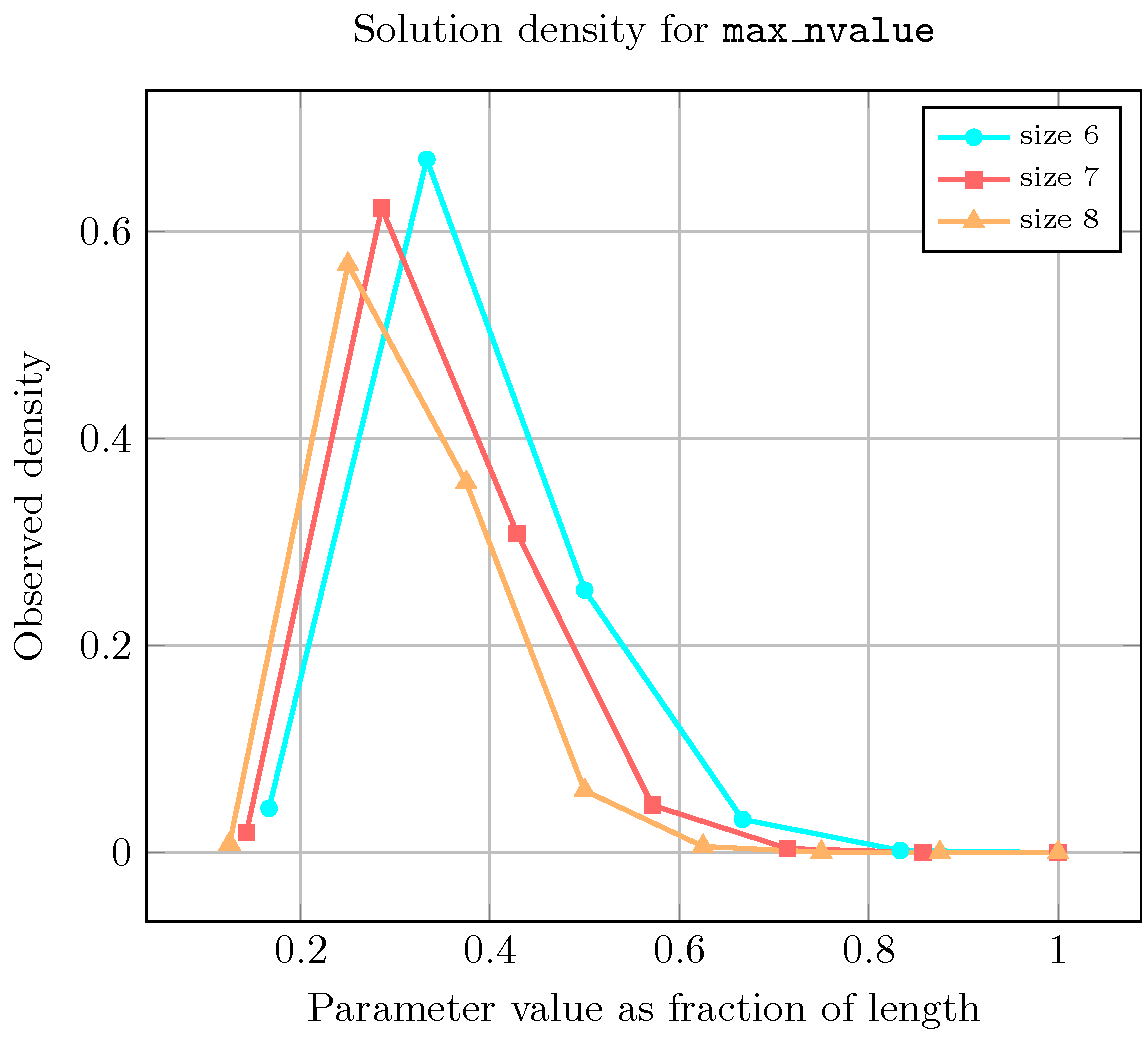 Solution density for max_nvalue
size 6
size 7
size 8
0.6
0.4
0.2
0
Observed density
0.2 0.4 0.6 0.8 1
Parameter value as fraction of length